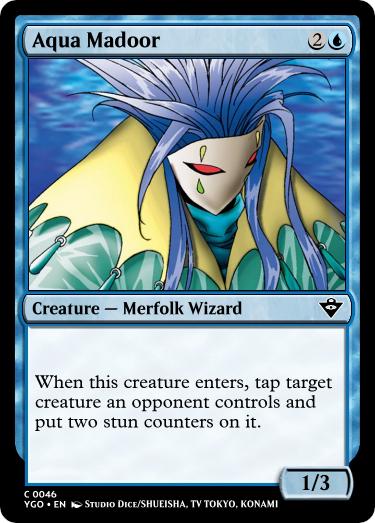 Aqua Madoor 2
Creature — Merfolk Wizard
When this creature enters, tap target
creature an opponent controls and
put two stun counters on it.
1/3
C 0046
YGO • EN Studio Dice/SHUEISHA, TV TOKYO, KONAMI